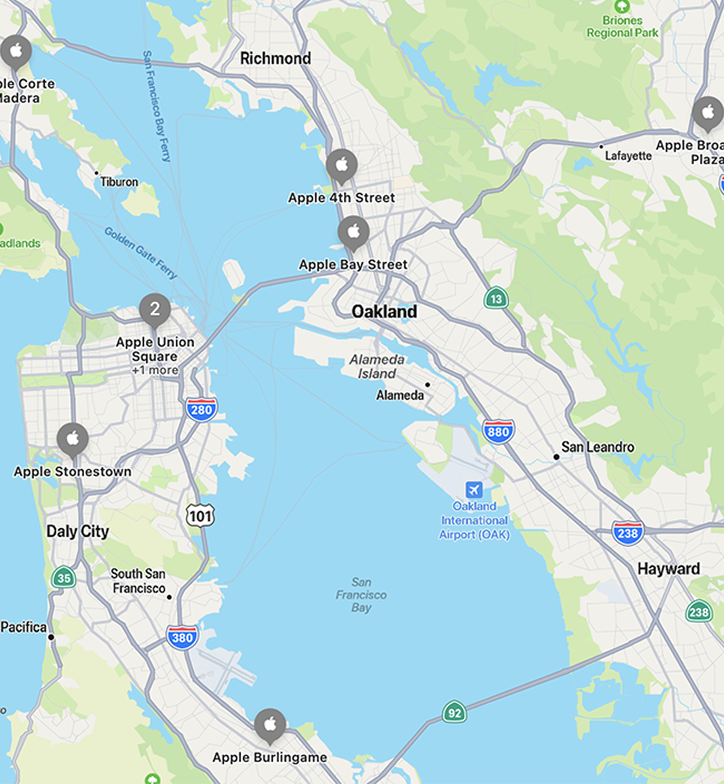 Briones
Regional Park
Richmond
San Francisco Bay Ferry
ple Corte
Madera
Apple Broa
Plaza
Lafayette
Tiburon
Apple 4th Street
adlands
Golden Gate Ferry
Apple Bay Street
13
2
Oakland
Apple Union
Square
+1 more
Alameda
Island
Alameda
280
880
Apple Stonestown
San Leandro
101
Oakland
International
Airport (OAK)
Daly City
238
South San
Francisco
35
Hayward
San
Francisco
Bay
238
Pacifica
380
o
92
Apple Burlingame